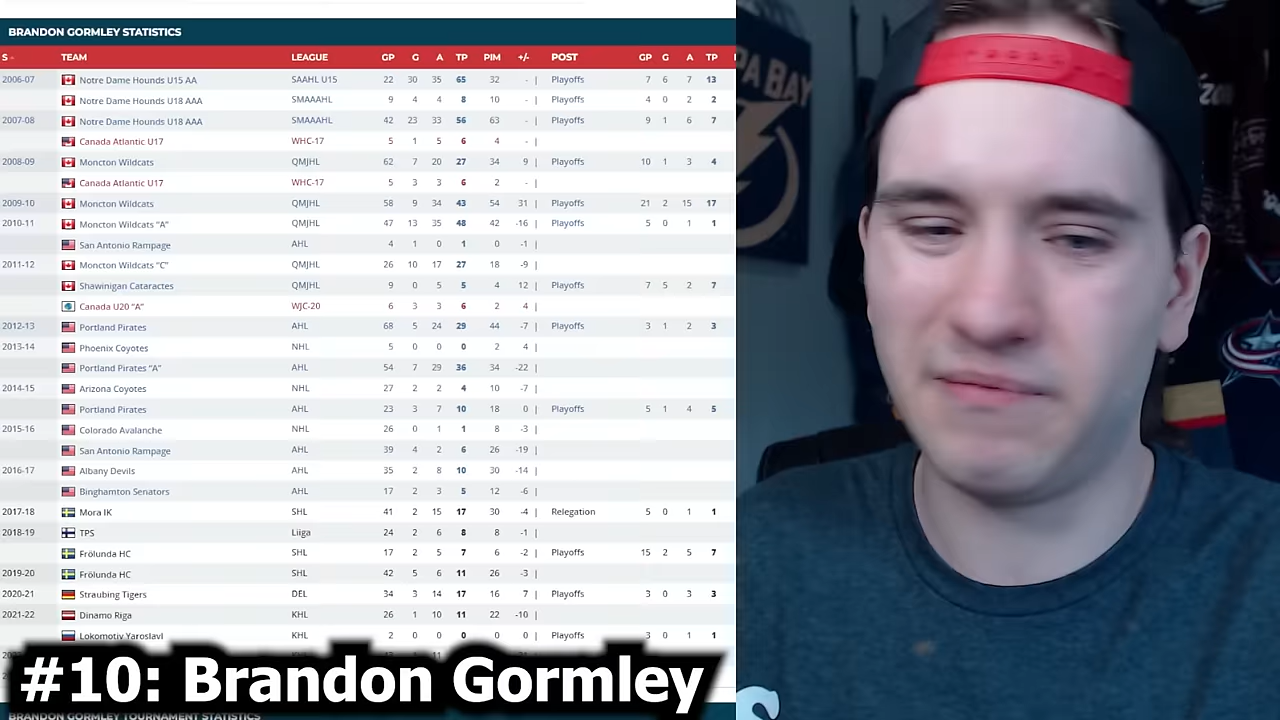 BRANDON GORMLEY STATISTICS
S TEAM LEAGUE GP G A TP PIM +/- POST GP G A TP
2006-07 Notre Dame Hounds U15 AA SAAHL U15 22 30 35 65 32 - | Playoffs 7 6 7 13
Notre Dame Hounds U18 AAA SMAAAHL 9 4 4 8 10 - | Playoffs 4 0 2 2
2007-08 Notre Dame Hounds U18 AAA SMAAAHL 42 23 33 56 63 - | Playoffs 9 1 6 7
Canada Atlantic U17 WHC-17 5 1 5 6 4 - |
2008-09 Moncton Wildcats QMJHL 62 7 20 27 34 9 | Playoffs 10 1 3 4
Canada Atlantic U17 WHC-17 5 3 3 6 2 - |
2009-10 Moncton Wildcats QMJHL 58 9 34 43 54 31 | Playoffs 21 2 15 17
2010-11 Moncton Wildcats “A” QMJHL 47 13 35 48 42 -16 | Playoffs 5 0 1 1
San Antonio Rampage AHL 4 1 0 1 0 -1 |
2011-12 Moncton Wildcats “C” QMJHL 26 10 17 27 18 -9 |
Shawinigan Cataractes QMJHL 9 0 5 5 4 12 | Playoffs 7 5 2 7
Canada U20 “A” WJC-20 6 3 3 6 2 4 |
2012-13 Portland Pirates AHL 68 5 24 29 44 -7 | Playoffs 3 1 2 3
2013-14 Phoenix Coyotes NHL 5 0 0 0 2 4 |
Portland Pirates “A” AHL 54 7 29 36 34 -22 |
2014-15 Arizona Coyotes NHL 27 2 2 4 10 -7 |
Portland Pirates AHL 23 3 7 10 18 0 | Playoffs 5 1 4 5
2015-16 Colorado Avalanche NHL 26 0 1 1 8 -3 |
San Antonio Rampage AHL 39 4 2 6 26 -19 |
2016-17 Albany Devils AHL 35 2 8 10 30 -14 |
Binghamton Senators AHL 17 2 3 5 12 -6 |
2017-18 Mora IK SHL 41 2 15 17 30 -4 | Relegation 5 0 1 1
2018-19 TPS Liiga 24 2 6 8 8 -1 |
Frölunda HC SHL 17 2 5 7 6 -2 | Playoffs 15 2 5 7
2019-20 Frölunda HC SHL 42 5 6 11 26 -3 |
2020-21 Straubing Tigers DEL 34 3 14 17 16 7 | Playoffs 3 0 3 3
2021-22 Dinamo Riga KHL 26 1 10 11 22 -10 |
Lokomotiv Yaroslavl KHL 2 0 0 0 0 0 | Playoffs 3 0 1 1
#10: Brandon Gormley
BRANDON GORMLEY TOURNAMENT STATISTICS
PA BAY